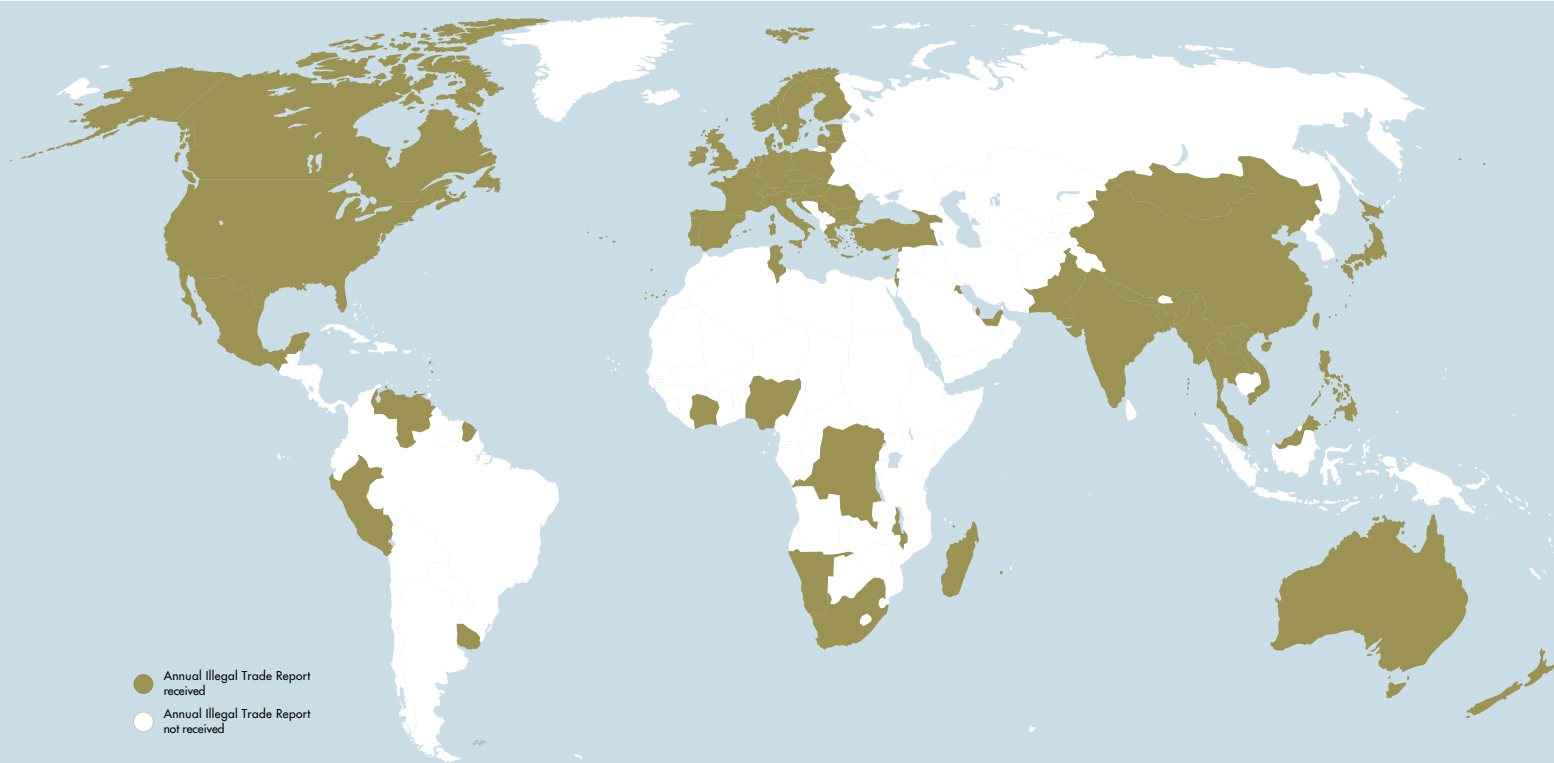 Annual Illegal Trade Report
received
Annual Illegal Trade Report
not received